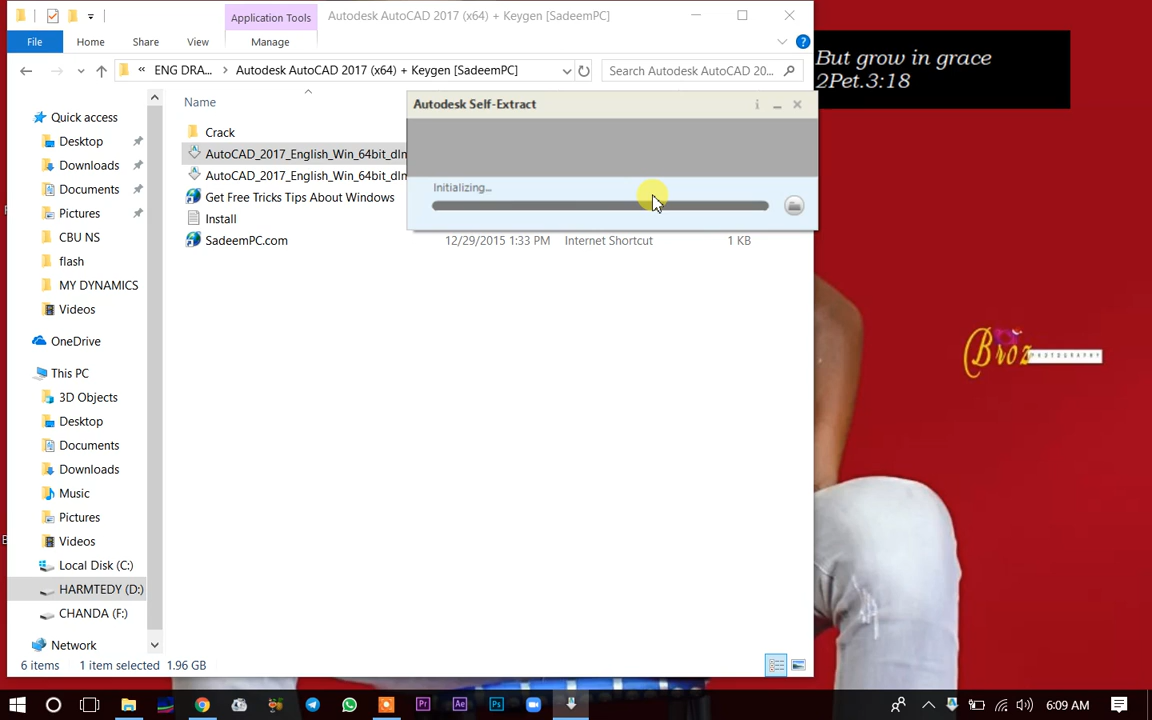 Application Tools
Autodesk AutoCAD 2017 (x64) + Keygen [SadeemPC]
File
Home
Share
View
Manage
« ENG DRA... > Autodesk AutoCAD 2017 (x64) + Keygen [SadeemPC]
Search Autodesk AutoCAD 20...
But grow in grace
2Pet.3:18
Name
Autodesk Self-Extract
Initializing...
Crack
AutoCAD_2017_English_Win_64bit_dlm
AutoCAD_2017_English_Win_64bit_dlm
Get Free Tricks Tips About Windows
Install
SadeemPC.com
12/29/2015 1:33 PM
Internet Shortcut
1 KB
Quick access
Desktop
Downloads
Documents
Pictures
CBU NS
flash
MY DYNAMICS
Videos
OneDrive
This PC
3D Objects
Desktop
Documents
Downloads
Music
Pictures
Videos
Local Disk (C:)
HARMTEDY (D:)
CHANDA (F:)
Network
Broz
PHOTOGRAPHY
6 items
1 item selected 1.96 GB
Pr
Ae
Ps
6:09 AM